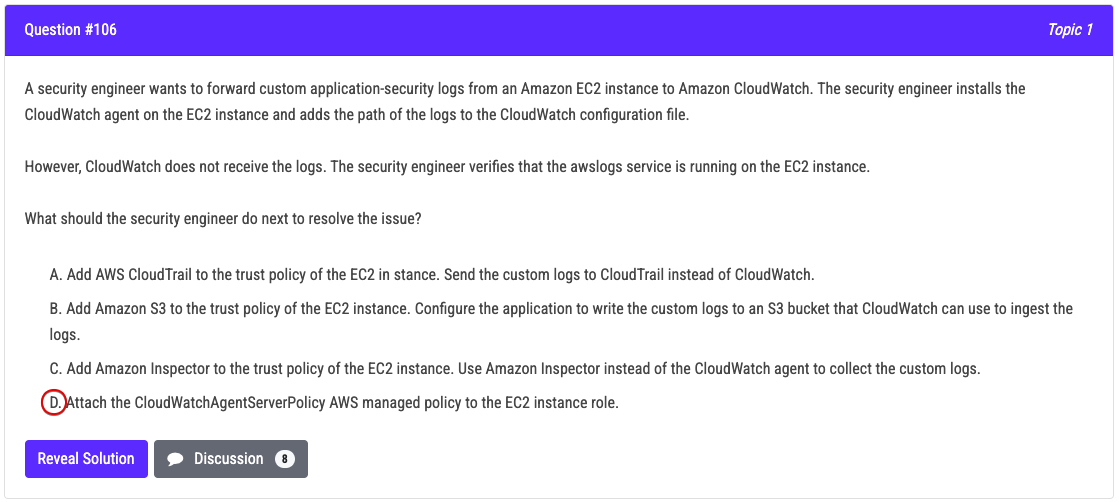 Question #106
Topic 1
A security engineer wants to forward custom application-security logs from an Amazon EC2 instance to Amazon CloudWatch. The security engineer installs the
CloudWatch agent on the EC2 instance and adds the path of the logs to the CloudWatch configuration file.
However, CloudWatch does not receive the logs. The security engineer verifies that the awslogs service is running on the EC2 instance.
What should the security engineer do next to resolve the issue?
A. Add AWS CloudTrail to the trust policy of the EC2 in stance. Send the custom logs to CloudTrail instead of CloudWatch.
B. Add Amazon S3 to the trust policy of the EC2 instance. Configure the application to write the custom logs to an S3 bucket that CloudWatch can use to ingest the
logs.
C. Add Amazon Inspector to the trust policy of the EC2 instance. Use Amazon Inspector instead of the CloudWatch agent to collect the custom logs.
D. Attach the CloudWatchAgentServerPolicy AWS managed policy to the EC2 instance role.
Reveal Solution
Discussion 8